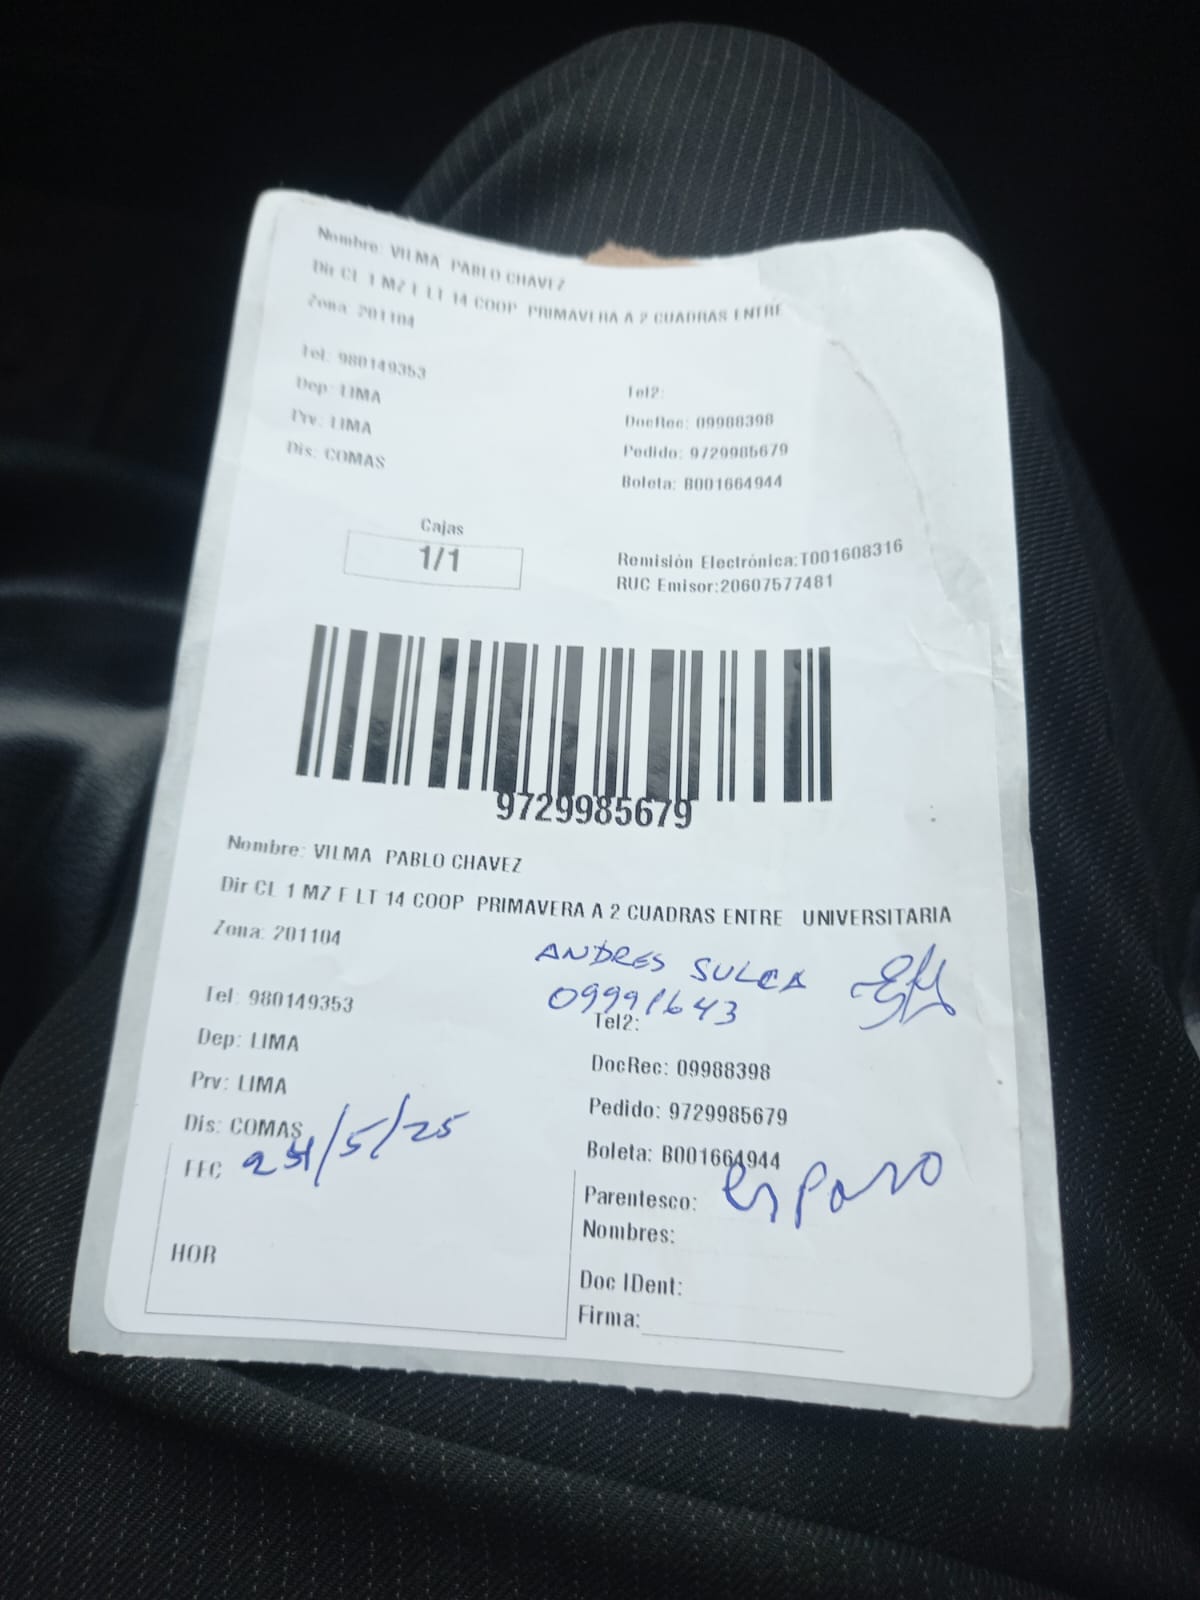 Nombre: VILMA PABLO CHAVEZ
Dir CL 1 MZ E LT 14 COOP PRIMAVERA A 2 CUADRAS ENTRE
Zona: 201104
Tel: 980149353
Tel2:
Dep: LIMA
DocRec: 09988398
Prv: LIMA
Pedido: 9729985679
Dis: COMAS
Boleta: B001664944
Cajas
1/1
Remisión Electrónica:T001608316
RUC Emisor:20607577481
9729985679
Nombre: VILMA PABLO CHAVEZ
Dir CL 1 MZ E LT 14 COOP PRIMAVERA A 2 CUADRAS ENTRE UNIVERSITARIA
Zona: 201104
ANDRES SULCA
Tel: 980149353
Tel2:
Dep: LIMA
DocRec: 09988398
Prv: LIMA
Pedido: 9729985679
Dis: COMAS
Boleta: B001664944
FEC
Parentesco: esposo
Nombres:
HOR
Doc IDent:
Firma: